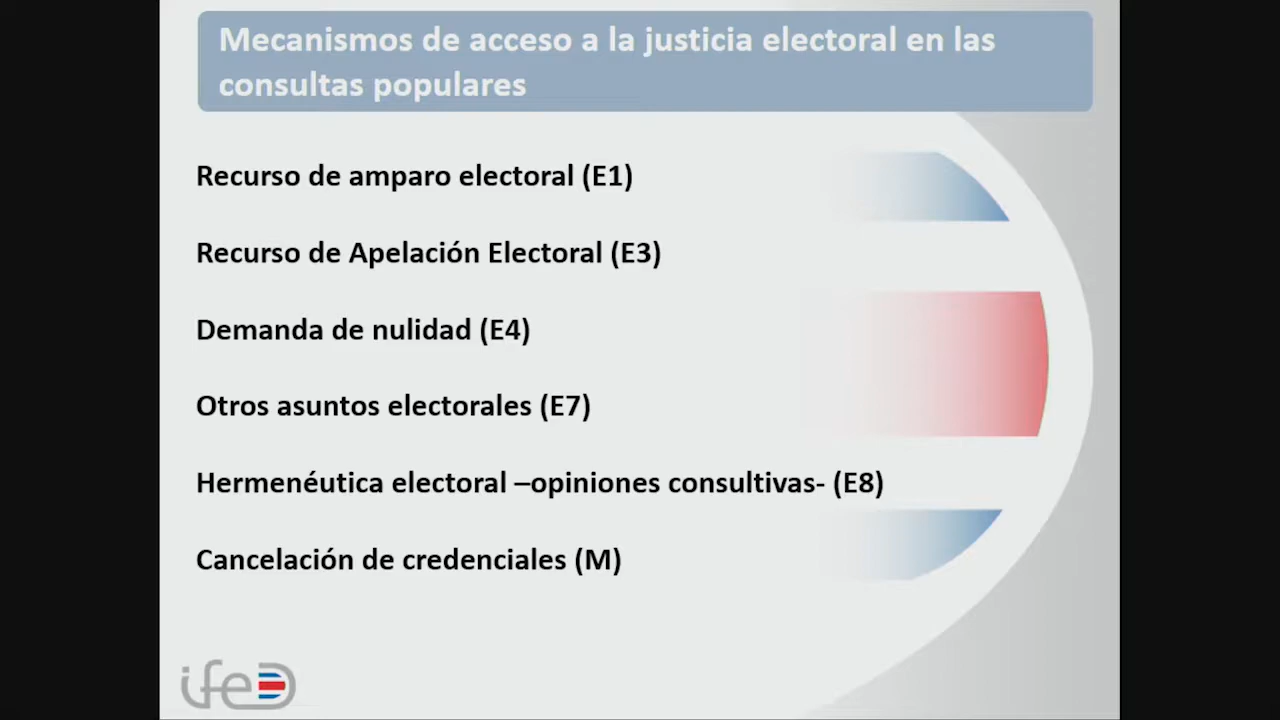 Mecanismos de acceso a la justicia electoral en las
consultas populares
Recurso de amparo electoral (E1)
Recurso de Apelación Electoral (E3)
Demanda de nulidad (E4)
Otros asuntos electorales (E7)
Hermenéutica electoral –opiniones consultivas- (E8)
Cancelación de credenciales (M)
ifed